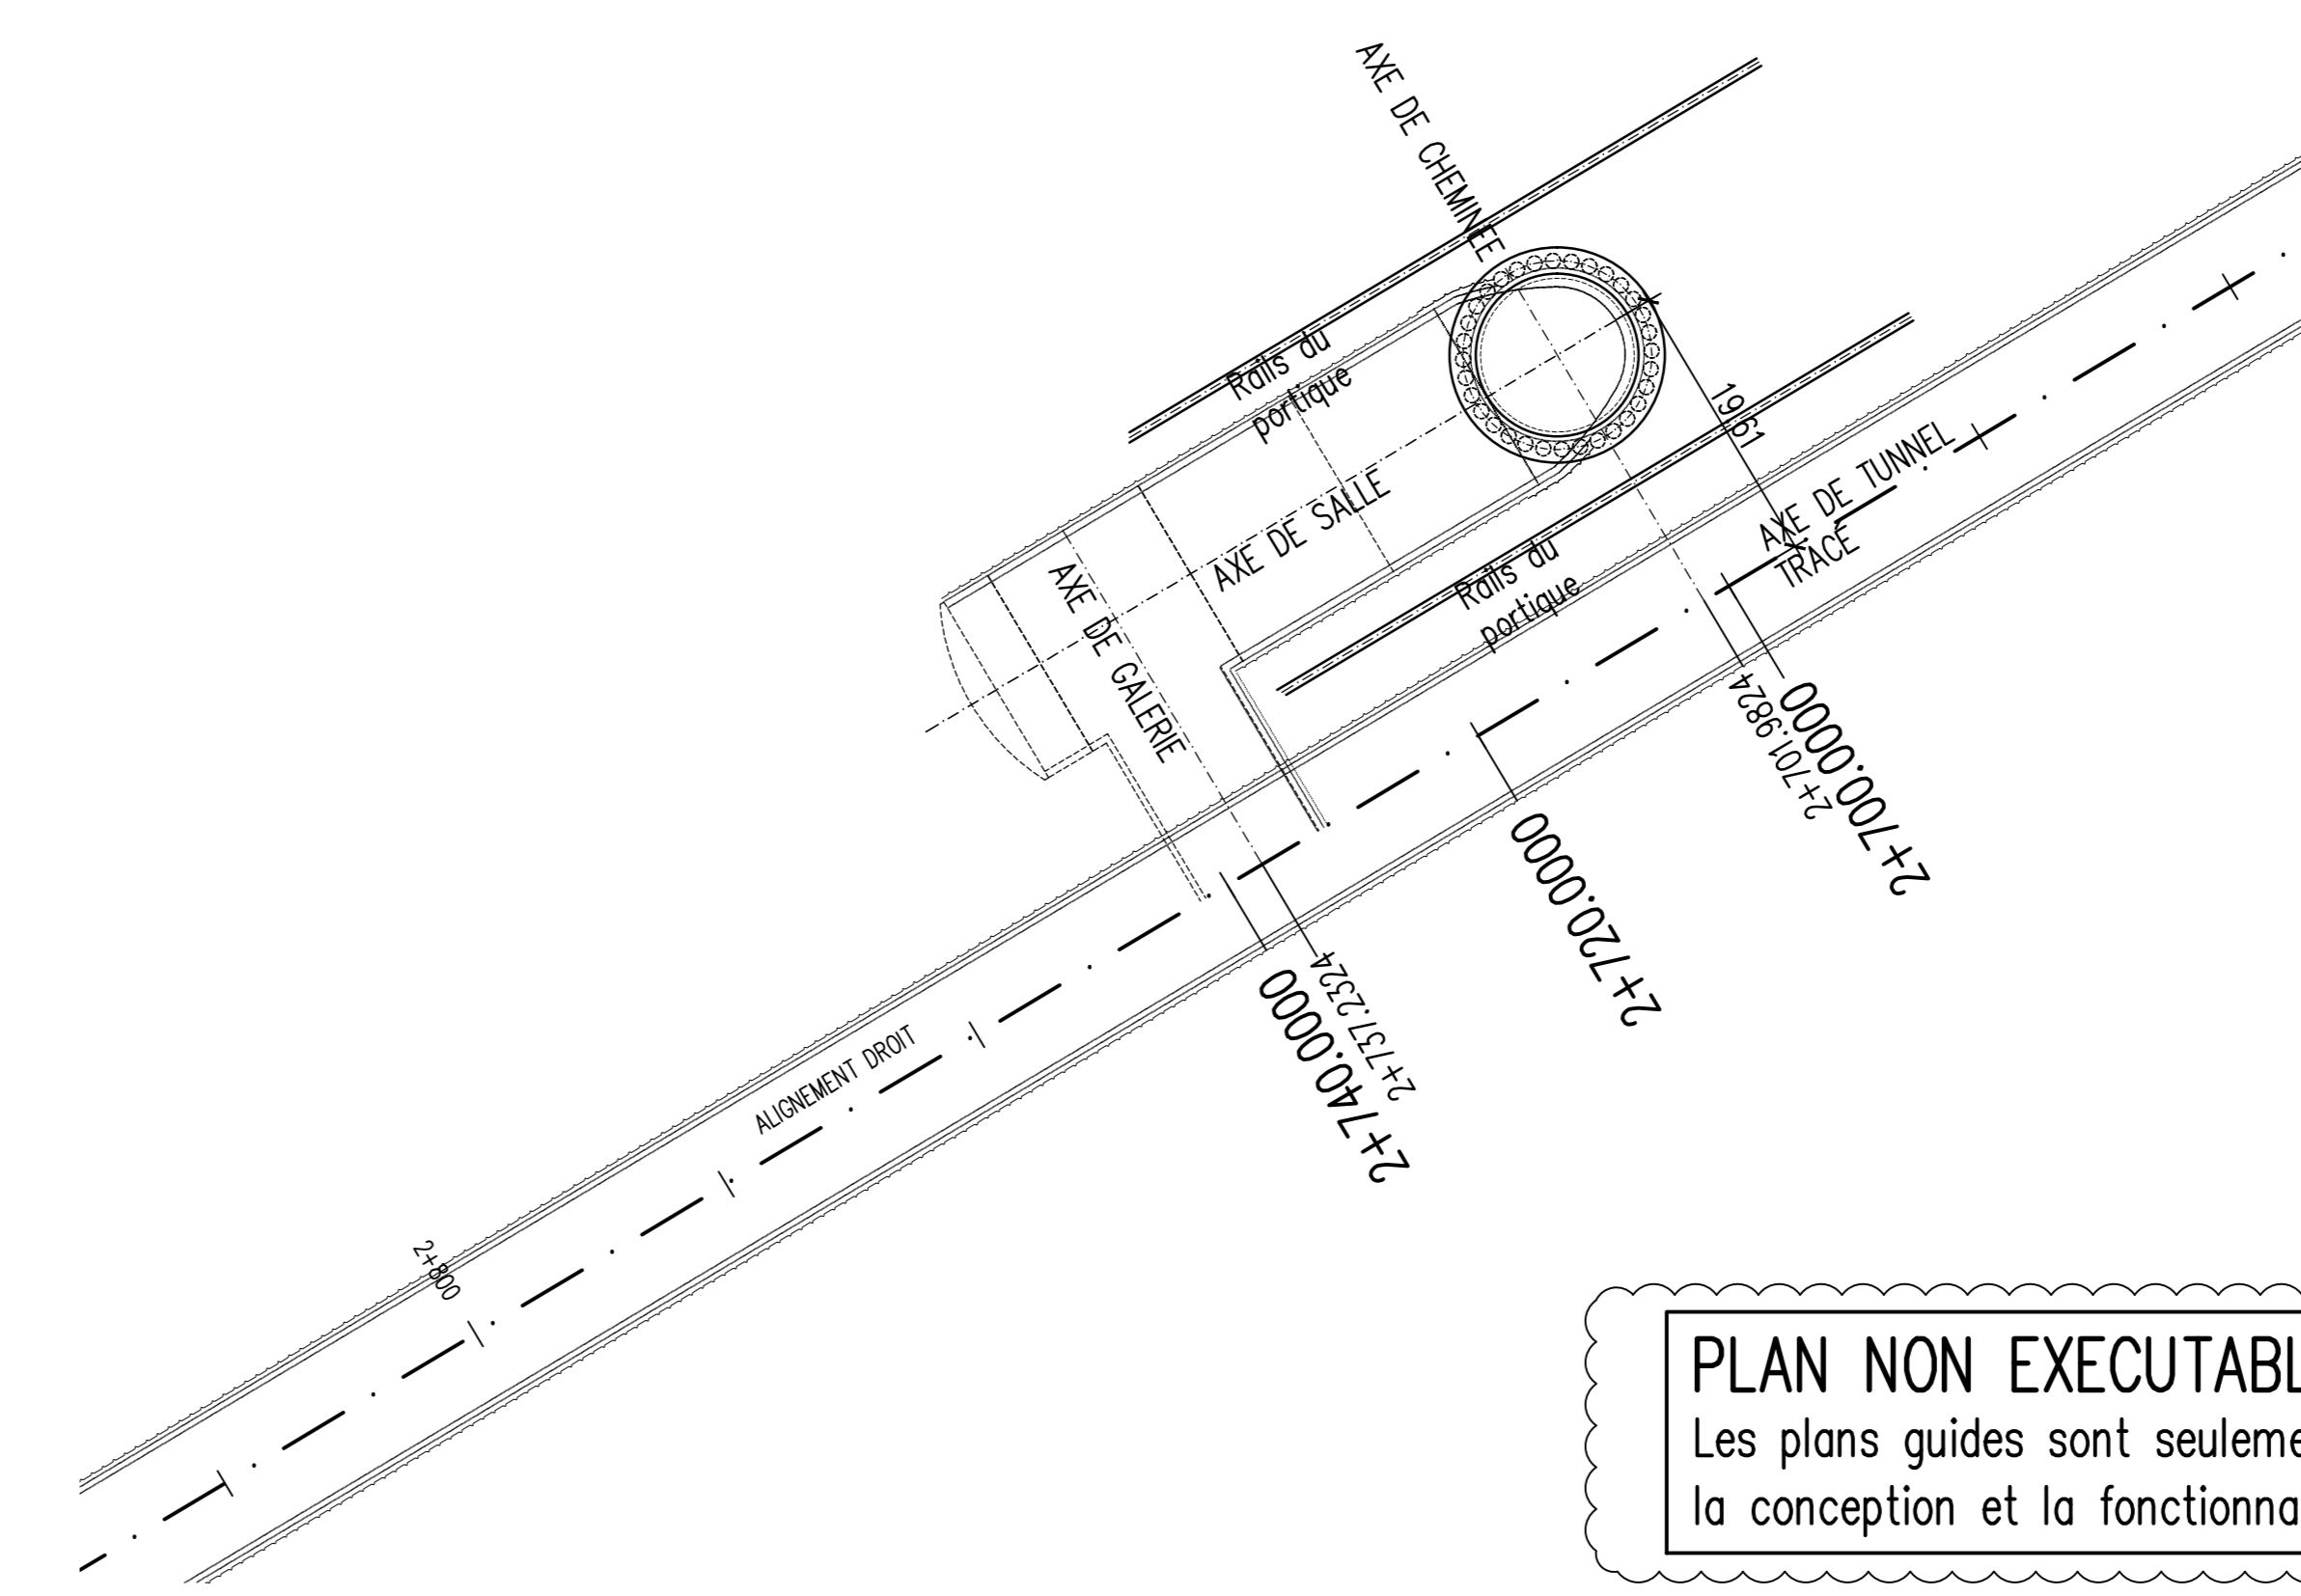 AXE DE CHEMINÉE
Rails du
portique
1961
AXE DE SALLE
AXE DE TUNNEL
TRACÉ
Rails du
portique
AXE DE GALERIE
2+701.9824
2+700.0000
2+720.0000
2+737.2324
2+740.0000
ALIGNEMENT DROIT
2+800
PLAN NON EXECUTABL
Les plans guides sont seuleme
la conception et la fonctionna